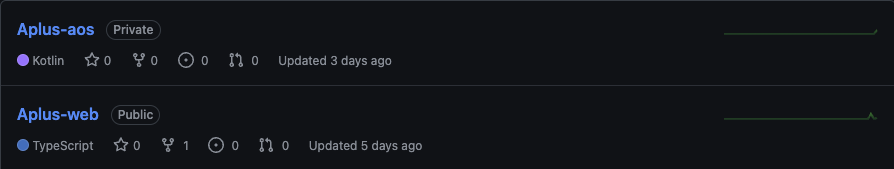 Aplus-aos Private
Kotlin 0 0 0 0 Updated 3 days ago
Aplus-web Public
TypeScript 0 1 0 0 Updated 5 days ago